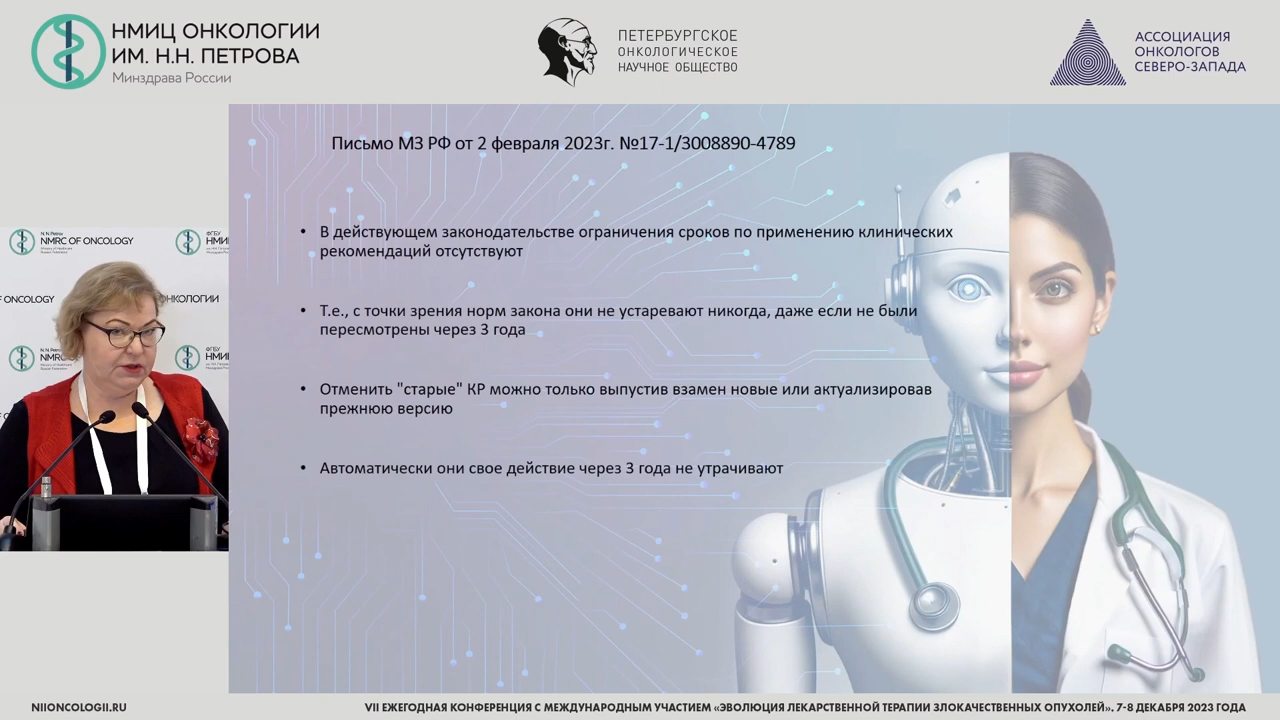 НМИЦ ОНКОЛОГИИ
ИМ. Н.Н. ПЕТРОВА
Минздрава России
ПЕТЕРБУРГСКОЕ
ОНКОЛОГИЧЕСКОЕ
НАУЧНОЕ ОБЩЕСТВО
АССОЦИАЦИЯ
ОНКОЛОГОВ
СЕВЕРО-ЗАПАДА
Письмо МЗ РФ от 2 февраля 2023г. №17-1/3008890-4789
• В действующем законодательстве ограничения сроков по применению клинических
рекомендаций отсутствуют
• Т.е., с точки зрения норм закона они не устаревают никогда, даже если не были
пересмотрены через 3 года
• Отменить "старые" КР можно только выпустив взамен новые или актуализировав
прежнюю версию
• Автоматически они свое действие через 3 года не утрачивают
N.N. Petrov
NMRC OF ONCOLOGY
ФГБУ
НМИ
OF ONCOLOGY
ОНКОЛОГИИ
NIIONCOLOGII.RU
VII ЕЖЕГОДНАЯ КОНФЕРЕНЦИЯ С МЕЖДУНАРОДНЫМ УЧАСТИЕМ «ЭВОЛЮЦИЯ ЛЕКАРСТВЕННОЙ ТЕРАПИИ ЗЛОКАЧЕСТВЕННЫХ ОПУХОЛЕЙ». 7-8 ДЕКАБРЯ 2023 ГОДА